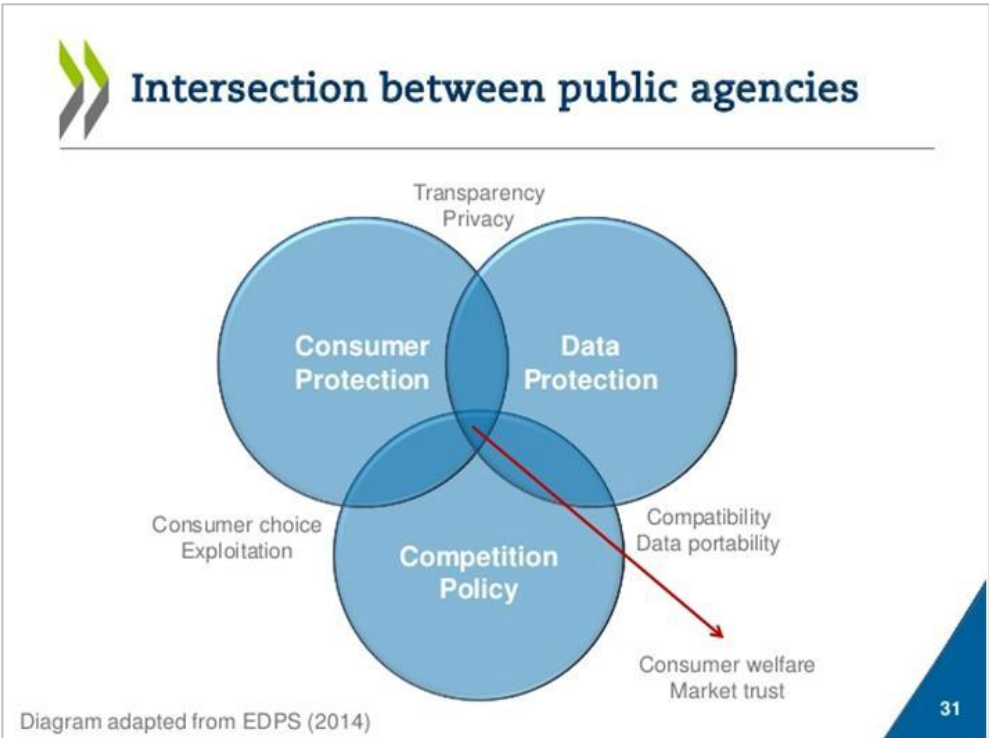 Intersection between public agencies
Transparency
Privacy
Consumer
Protection
Data
Protection
Consumer choice
Exploitation
Competition
Policy
Compatibility
Data portability
Consumer welfare
Market trust
Diagram adapted from EDPS (2014)
31